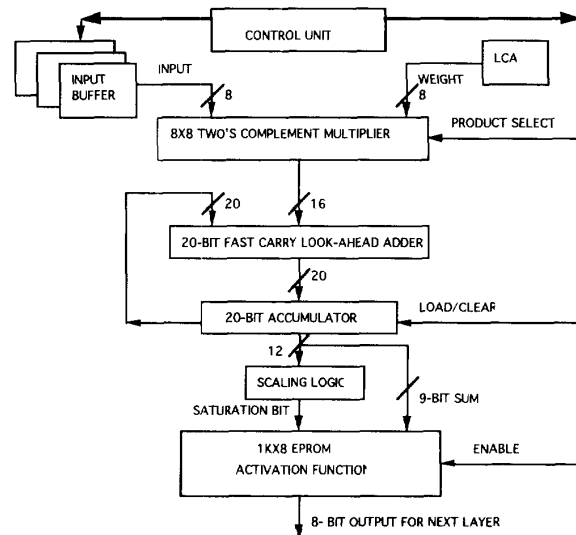 CONTROL UNIT
INPUT
BUFFER
INPUT
8
WEIGHT
8
LCA
8X8 TWO'S COMPLEMENT MULTIPLIER
PRODUCT SELECT
20
16
20-BIT FAST CARRY LOOK-AHEAD ADDER
20
20-BIT ACCUMULATOR
LOAD/CLEAR
12
SCALING LOGIC
9-BIT SUM
SATURATION BIT
1KX8 EPROM
ACTIVATION FUNCTION
ENABLE
8- BIT OUTPUT FOR NEXT LAYER